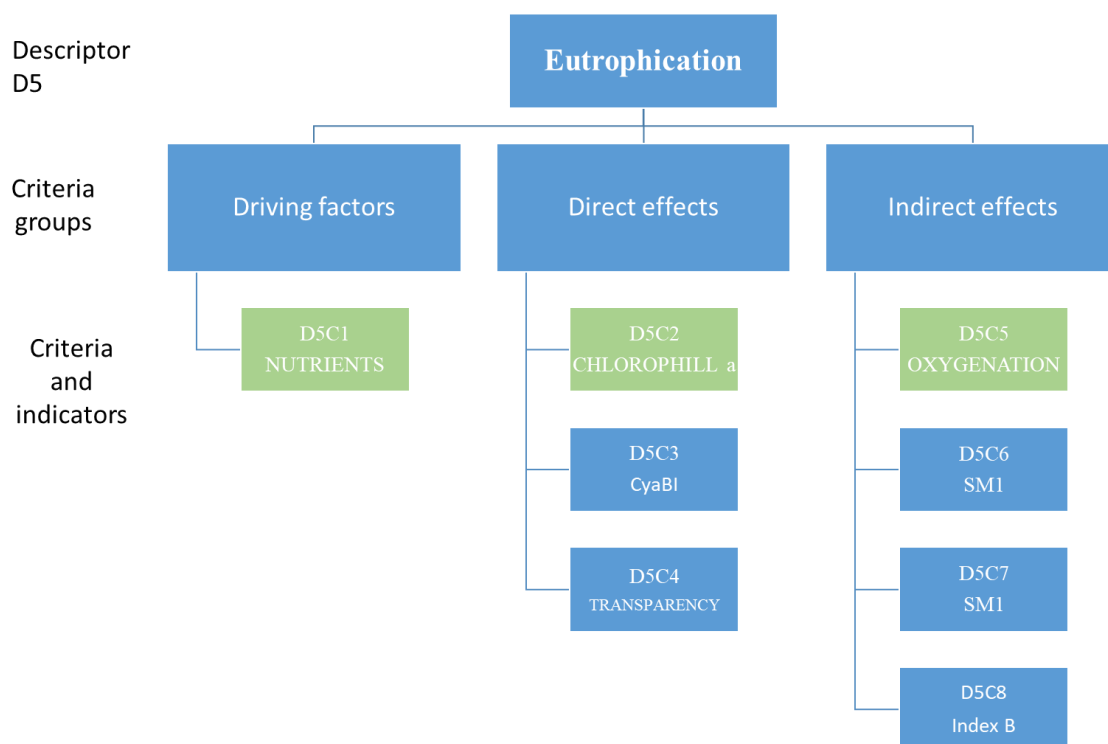 Descriptor
D5
Eutrophication
Criteria
groups
Driving factors
Direct effects
Indirect effects
Criteria
and
indicators
D5C1
NUTRIENTS
D5C2
CHLOROPHILL a
D5C5
OXYGENATION
D5C3
CyaBI
D5C6
SM1
D5C4
TRANSPARENCY
D5C7
SM1
D5C8
Index B